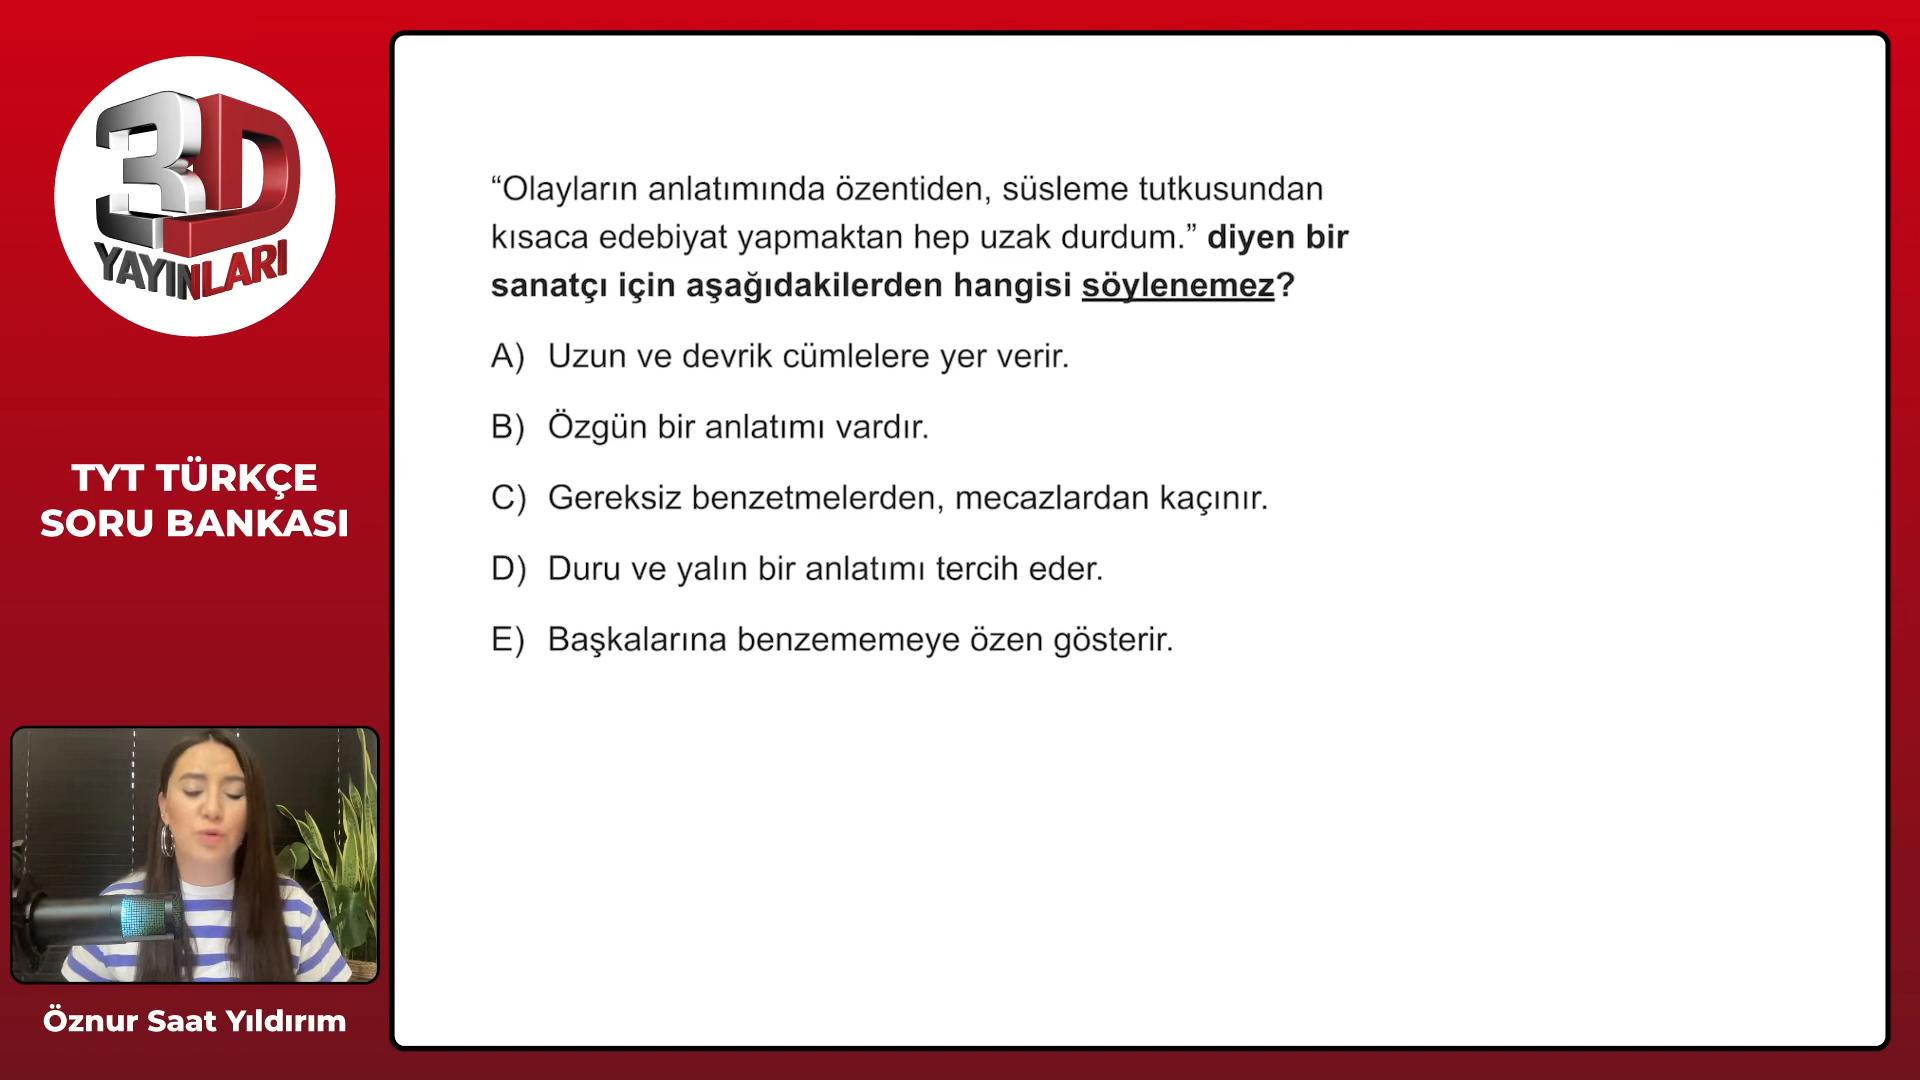 3D
YAYINLARI
TYT TÜRKÇE
SORU BANKASI
Öznur Saat Yıldırım
“Olayların anlatımında özentiden, süsleme tutkusundan
kısaca edebiyat yapmaktan hep uzak durdum.” diyen bir
sanatçı için aşağıdakilerden hangisi söylenemez?
A) Uzun ve devrik cümlelere yer verir.
B) Özgün bir anlatımı vardır.
C) Gereksiz benzetmelerden, mecazlardan kaçınır.
D) Duru ve yalın bir anlatımı tercih eder.
E) Başkalarına benzememeye özen gösterir.